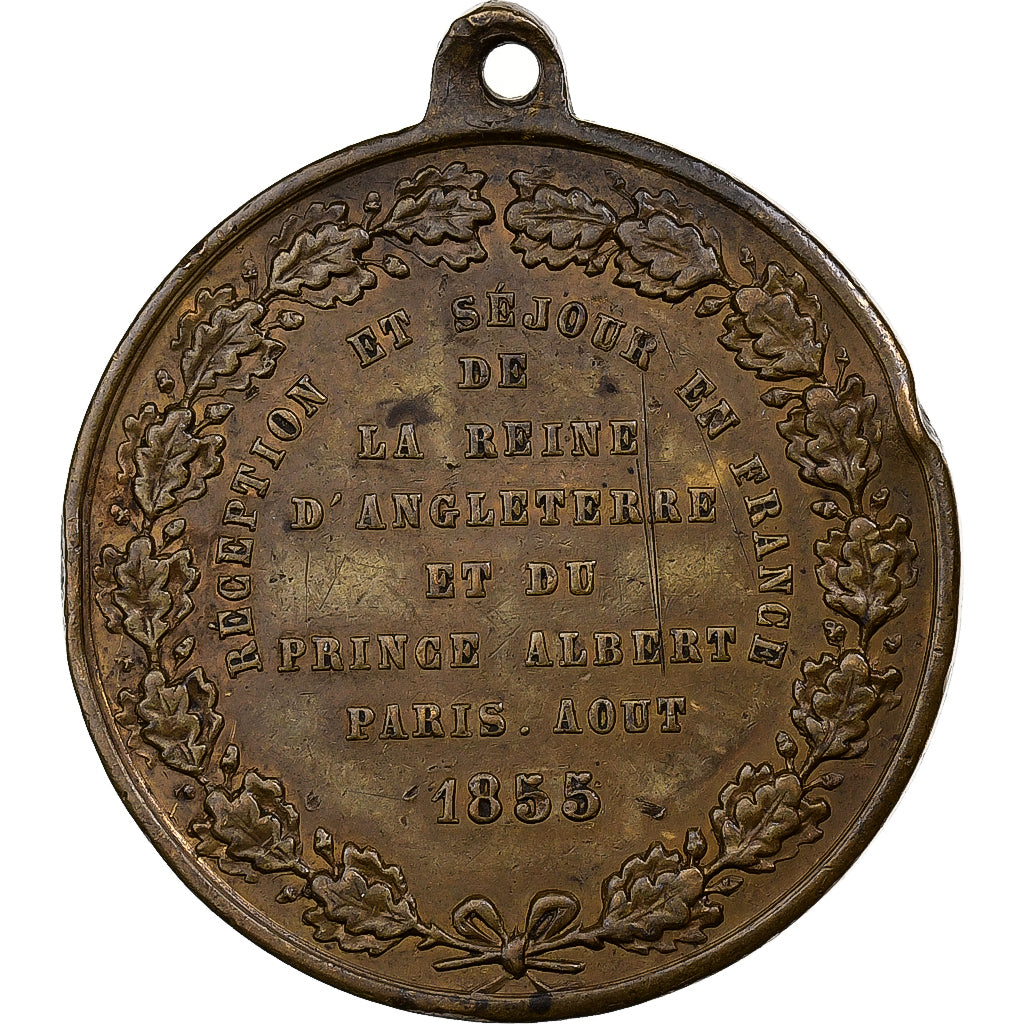 RÉCEPTION ET SÉJOUR EN FRANCE
DE
LA REINE
D'ANGLETERRE
ET DU
PRINCE ALBERT
PARIS. AOUT
1855